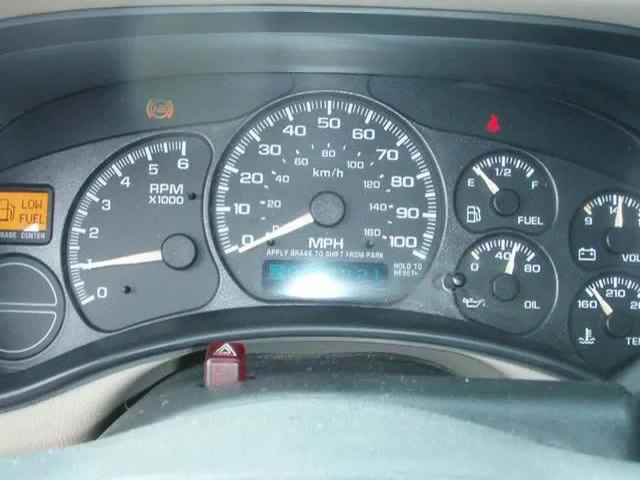 ABS
LOW
FUEL
0 1 2 3 4 5 6
RPM
X1000
0 10 20 30 40 50 60 70 80 90 100
0 20 40 60 80 100 120 140 160
km/h
MPH
APPLY BRAKE TO SHIFT FROM PARK
HOLD TO
RESET
E 1/2 F
FUEL
0 40 80
OIL
9 14
VOL
160 210
TE